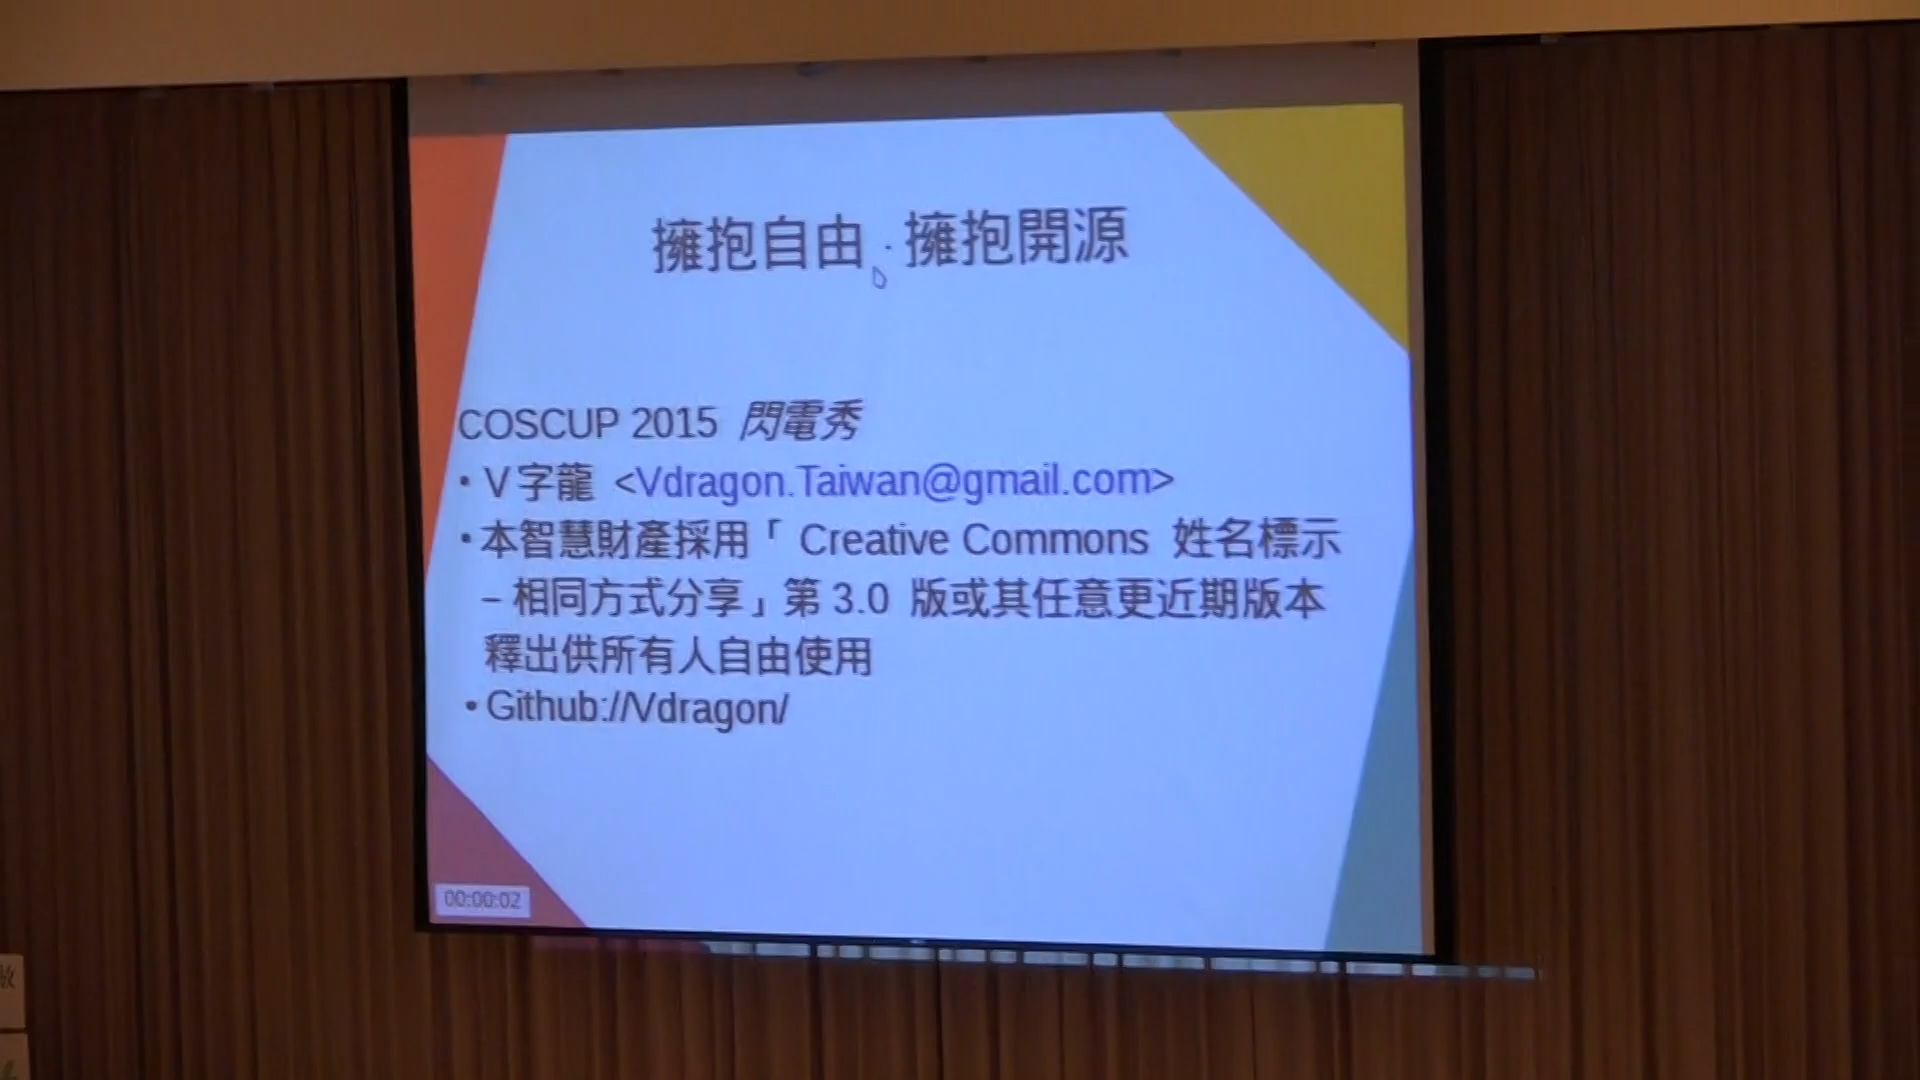 擁抱自由‧擁抱開源
COSCUP 2015 閃電秀
• V字龍 <Vdragon.Taiwan@gmail.com>
• 本智慧財產採用「 Creative Commons 姓名標示
– 相同方式分享」第 3.0 版或其任意更近期版本
釋出供所有人自由使用
• Github://Vdragon/
00:00:02